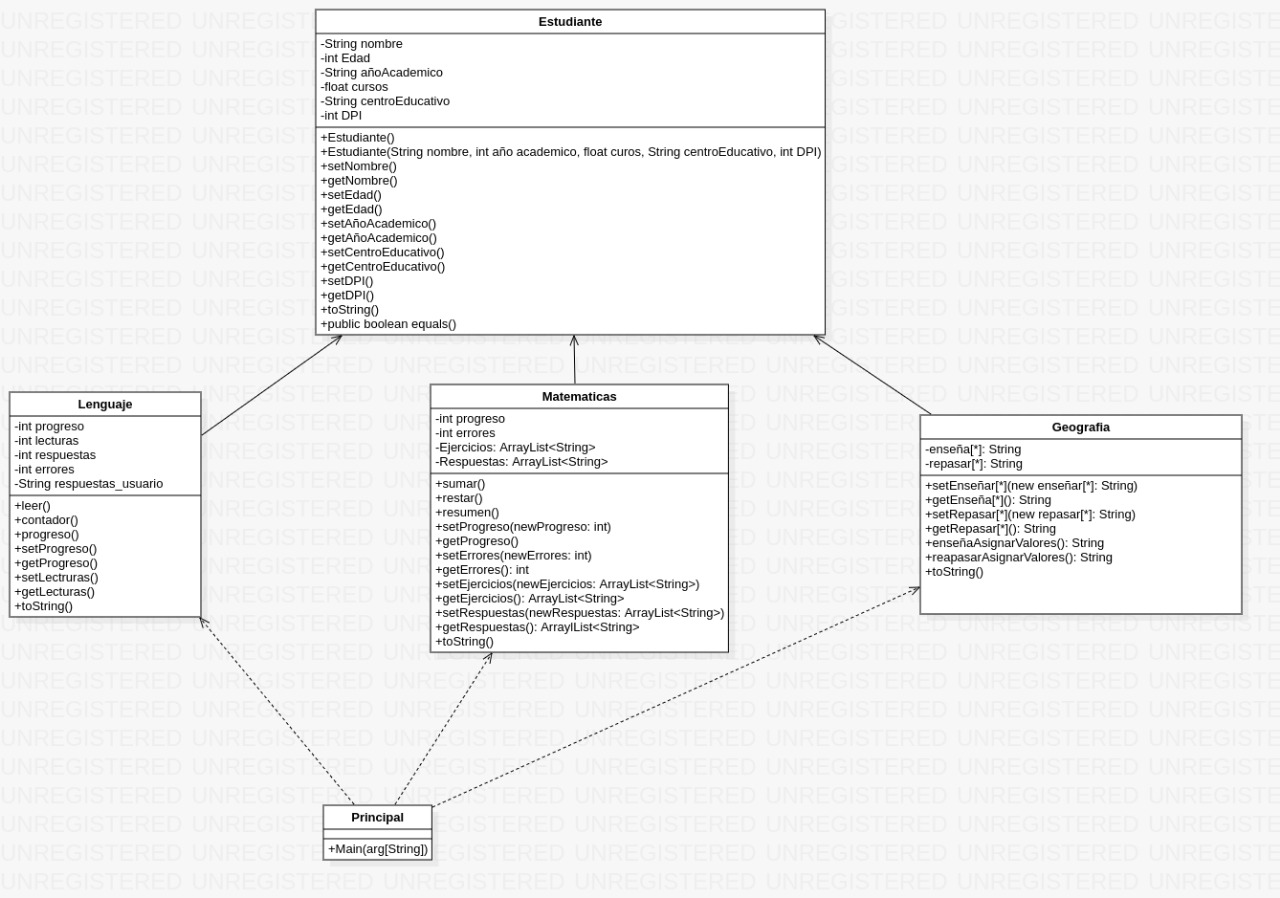 Estudiante
-String nombre
-int Edad
-String añoAcademico
-float cursos
-String centroEducativo
-int DPI
+Estudiante()
+Estudiante(String nombre, int año academico, float curos, String centroEducativo, int DPI)
+setNombre()
+getNombre()
+setEdad()
+getEdad()
+setAñoAcademico()
+getAñoAcademico()
+setCentroEducativo()
+getCentroEducativo()
+setDPI()
+getDPI()
+toString()
+public boolean equals()
Lenguaje
-int progreso
-int lecturas
-int respuestas
-int errores
-String respuestas_usuario
+leer()
+contador()
+progreso()
+setProgreso()
+getProgreso()
+setLectruras()
+getLecturas()
+toString()
Matematicas
-int progreso
-int errores
-Ejercicios: ArrayList<String>
-Respuestas: ArrayList<String>
+sumar()
+restar()
+resumen()
+setProgreso(newProgreso: int)
+getProgreso()
+setErrores(newErrores: int)
+getErrores(): int
+setEjercicios(newEjercicios: ArrayList<String>)
+getEjercicios(): ArrayList<String>
+setRespuestas(newRespuestas: ArrayList<String>)
+getRespuestas(): ArraylList<String>
+toString()
Geografia
-enseña[*]: String
-repasar[*]: String
+setEnseñar[*](new enseñar[*]: String)
+getEnseña[*](): String
+setRepasar[*](new repasar[*]: String)
+getRepasar[*](): String
+enseñaAsignarValores(): String
+reapasarAsignarValores(): String
+toString()
Principal
+Main(arg[String])
UNREGISTERED